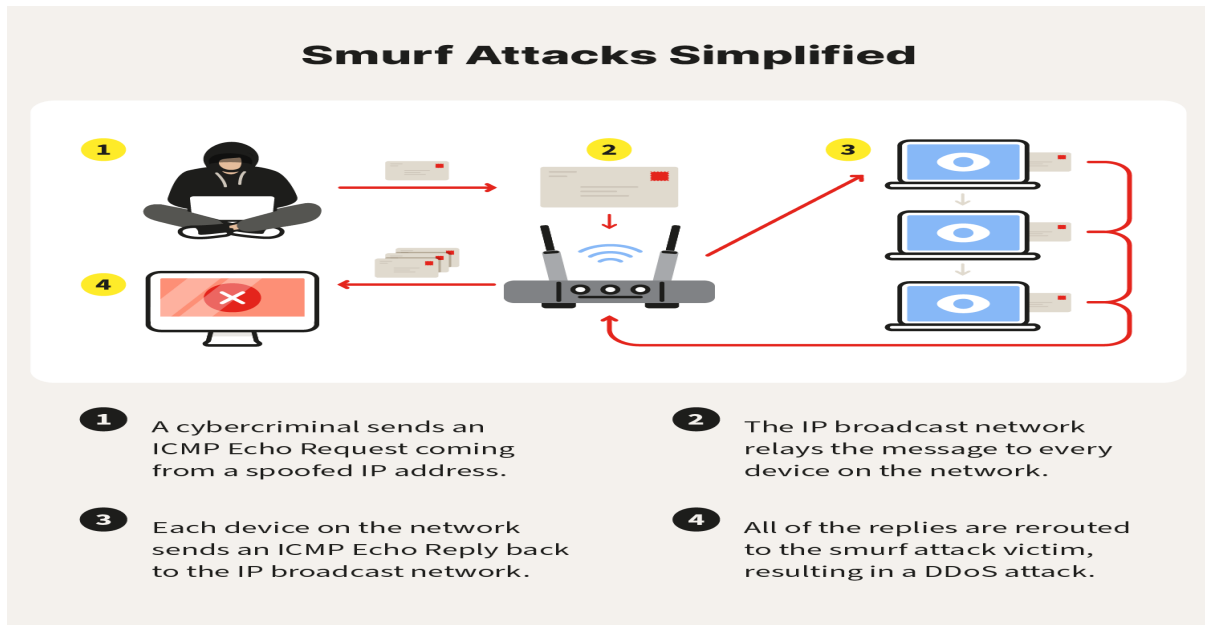 Smurf Attacks Simplified
1
2
3
4
1
A cybercriminal sends an
ICMP Echo Request coming
from a spoofed IP address.
2
The IP broadcast network
relays the message to every
device on the network.
3
Each device on the network
sends an ICMP Echo Reply back
to the IP broadcast network.
4
All of the replies are rerouted
to the smurf attack victim,
resulting in a DDoS attack.